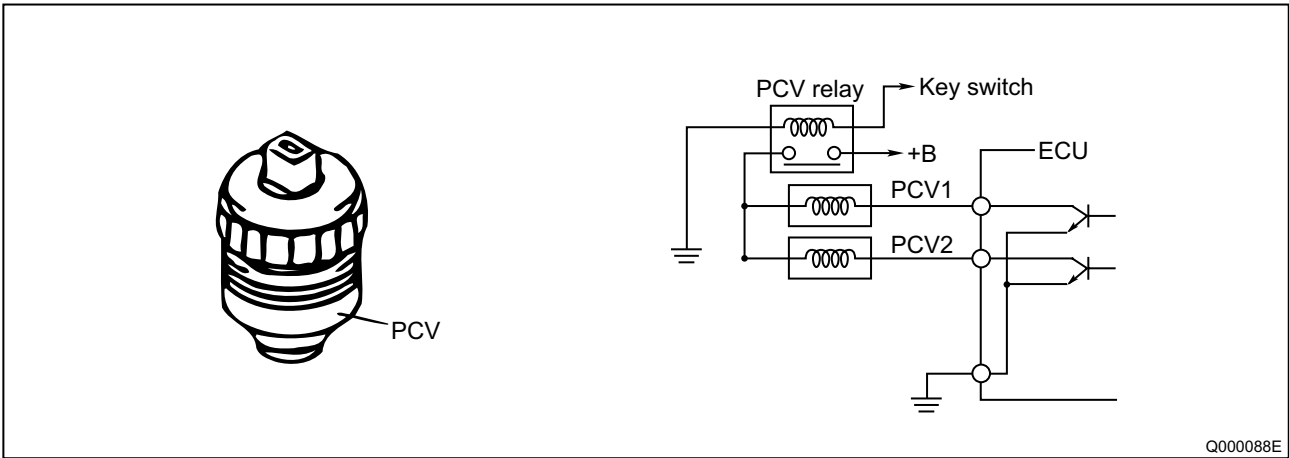 PCV relay
Key switch
+B
ECU
PCV1
PCV2
PCV
Q000088E